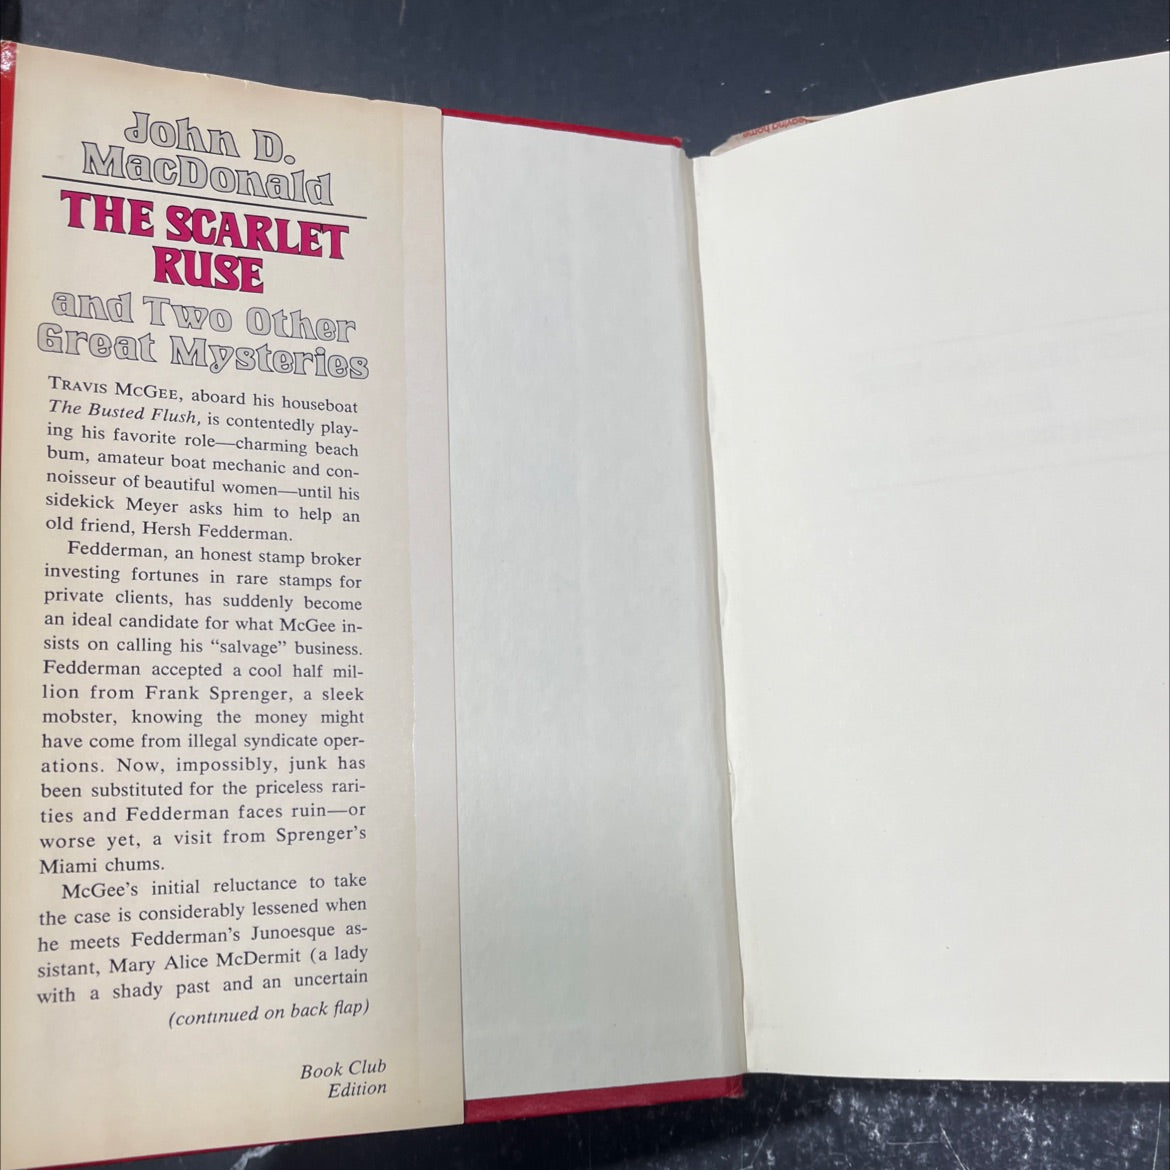 John D.
MacDonald
THE SCARLET
RUSE
and Two Other
Great Mysteries
TRAVIS MCGEE, aboard his houseboat
The Busted Flush, is contentedly play-
ing his favorite role—charming beach
bum, amateur boat mechanic and con-
noisseur of beautiful women—until his
sidekick Meyer asks him to help an
old friend, Hersh Fedderman.
Fedderman, an honest stamp broker
investing fortunes in rare stamps for
private clients, has suddenly become
an ideal candidate for what McGee in-
sists on calling his “salvage” business.
Fedderman accepted a cool half mil-
lion from Frank Sprenger, a sleek
mobster, knowing the money might
have come from illegal syndicate oper-
ations. Now, impossibly, junk has
been substituted for the priceless rari-
ties and Fedderman faces ruin—or
worse yet, a visit from Sprenger’s
Miami chums.
McGee’s initial reluctance to take
the case is considerably lessened when
he meets Fedderman’s Junoesque as-
sistant, Mary Alice McDermit (a lady
with a shady past and an uncertain
(continued on back flap)
Book Club
Edition